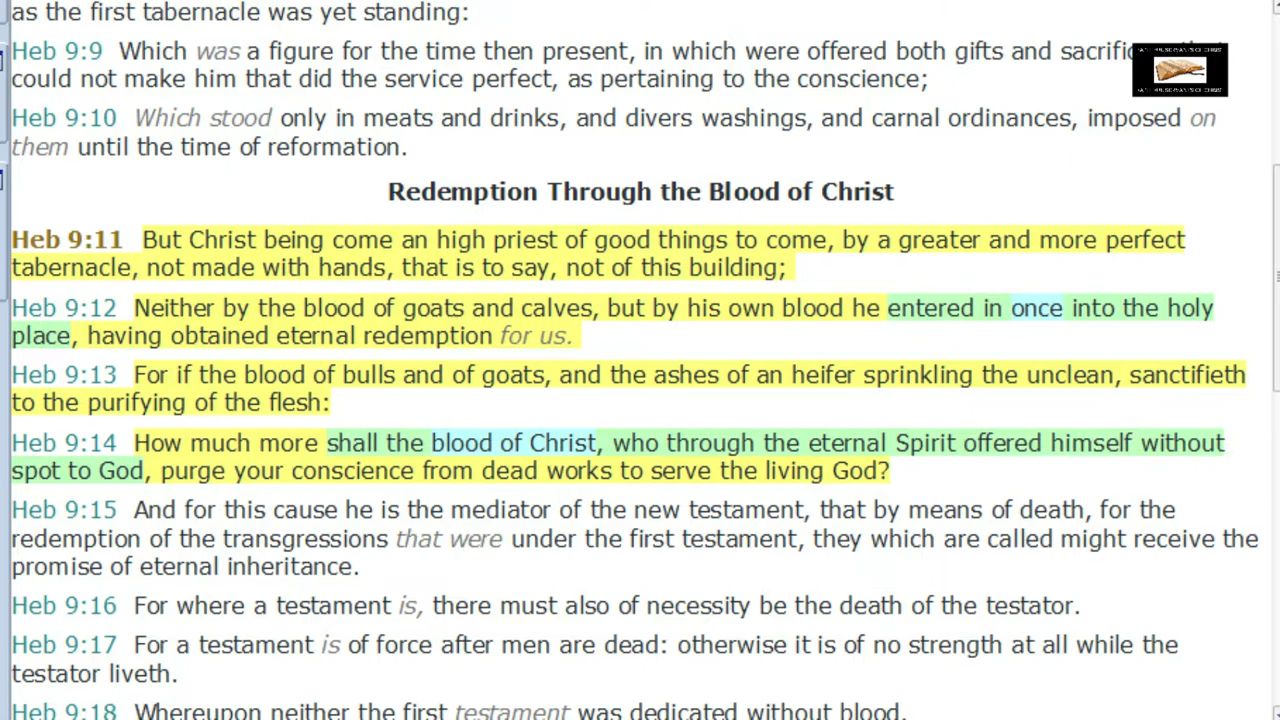 as the first tabernacle was yet standing:
Heb 9:9 Which was a figure for the time then present, in which were offered both gifts and
could not make him that did the service perfect, as pertaining to the conscience;
Heb 9:10 Which stood only in meats and drinks, and divers washings, and carnal ordinances, imposed on
them until the time of reformation.
Redemption Through the Blood of Christ
Heb 9:11 But Christ being come an high priest of good things to come, by a greater and more perfect
tabernacle, not made with hands, that is to say, not of this building;
Heb 9:12 Neither by the blood of goats and calves, but by his own blood he entered in once into the holy
place, having obtained eternal redemption for us.
Heb 9:13 For if the blood of bulls and of goats, and the ashes of an heifer sprinkling the unclean, sanctifieth
to the purifying of the flesh:
Heb 9:14 How much more shall the blood of Christ, who through the eternal Spirit offered himself without
spot to God, purge your conscience from dead works to serve the living God?
Heb 9:15 And for this cause he is the mediator of the new testament, that by means of death, for the
redemption of the transgressions that were under the first testament, they which are called might receive the
promise of eternal inheritance.
Heb 9:16 For where a testament is, there must also of necessity be the death of the testator.
Heb 9:17 For a testament is of force after men are dead: otherwise it is of no strength at all while the
testator liveth.
Heb 9:18 Whereupon neither the first testament was dedicated without blood.